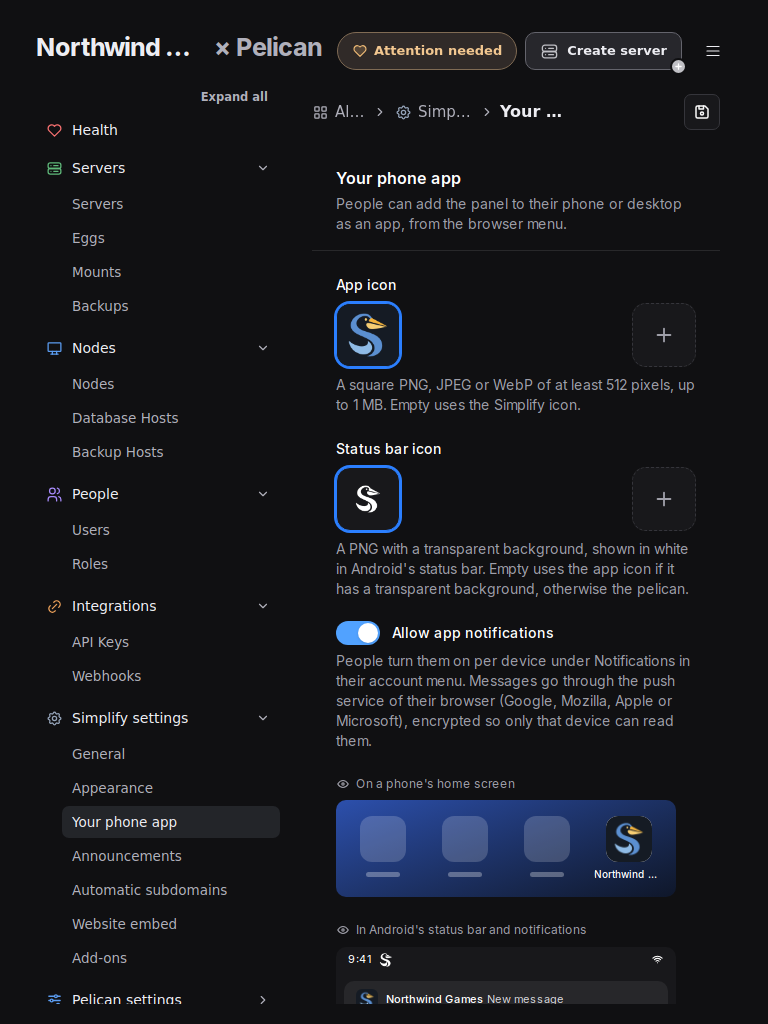 Northwind ... × Pelican
Attention needed
Create server
Expand all
Health
Servers
Servers
Eggs
Mounts
Backups
Nodes
Nodes
Database Hosts
Backup Hosts
People
Users
Roles
Integrations
API Keys
Webhooks
Simplify settings
General
Appearance
Your phone app
Announcements
Automatic subdomains
Website embed
Add-ons
Pelican settings
Al... > Simp... > Your ...
Your phone app
People can add the panel to their phone or desktop
as an app, from the browser menu.
App icon
A square PNG, JPEG or WebP of at least 512 pixels, up
to 1 MB. Empty uses the Simplify icon.
Status bar icon
A PNG with a transparent background, shown in white
in Android's status bar. Empty uses the app icon if it
has a transparent background, otherwise the pelican.
Allow app notifications
People turn them on per device under Notifications in
their account menu. Messages go through the push
service of their browser (Google, Mozilla, Apple or
Microsoft), encrypted so only that device can read
them.
On a phone's home screen
Northwind ...
In Android's status bar and notifications
9:41
Northwind Games New message